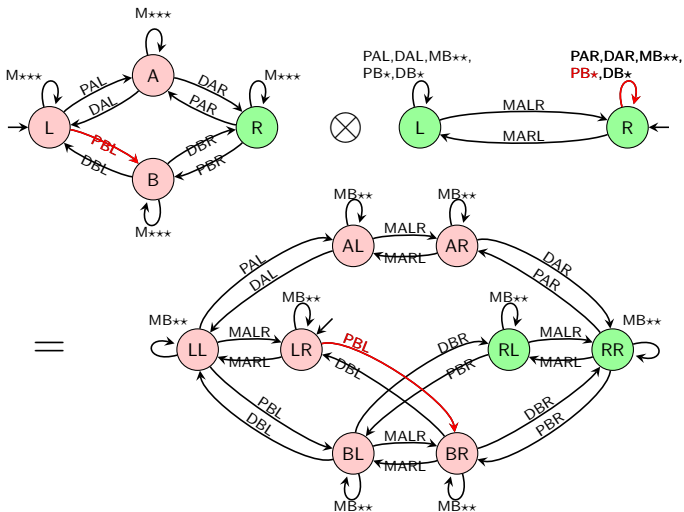 M⋆⋆⋆
PAL,DAL,MB⋆⋆,
PB⋆,DB⋆
PAR,DAR,MB⋆⋆,
PB⋆,DB⋆
M⋆⋆⋆
PAL
A
DAR
M⋆⋆⋆
DAL
PAR
MALR
L
R
⊗
L
R
PBL
DBR
MARL
DBL
B
PBR
M⋆⋆⋆
MB⋆⋆
MB⋆⋆
PAL
AL
MALR
AR
DAR
DAL
MARL
PAR
MB⋆⋆
MB⋆⋆
MB⋆⋆
MB⋆⋆
=
LL
MALR
LR
PBL
DBR
RL
MALR
RR
MARL
DBL
PBR
MARL
PBL
DBR
DBL
PBR
BL
MALR
BR
MARL
MB⋆⋆
MB⋆⋆